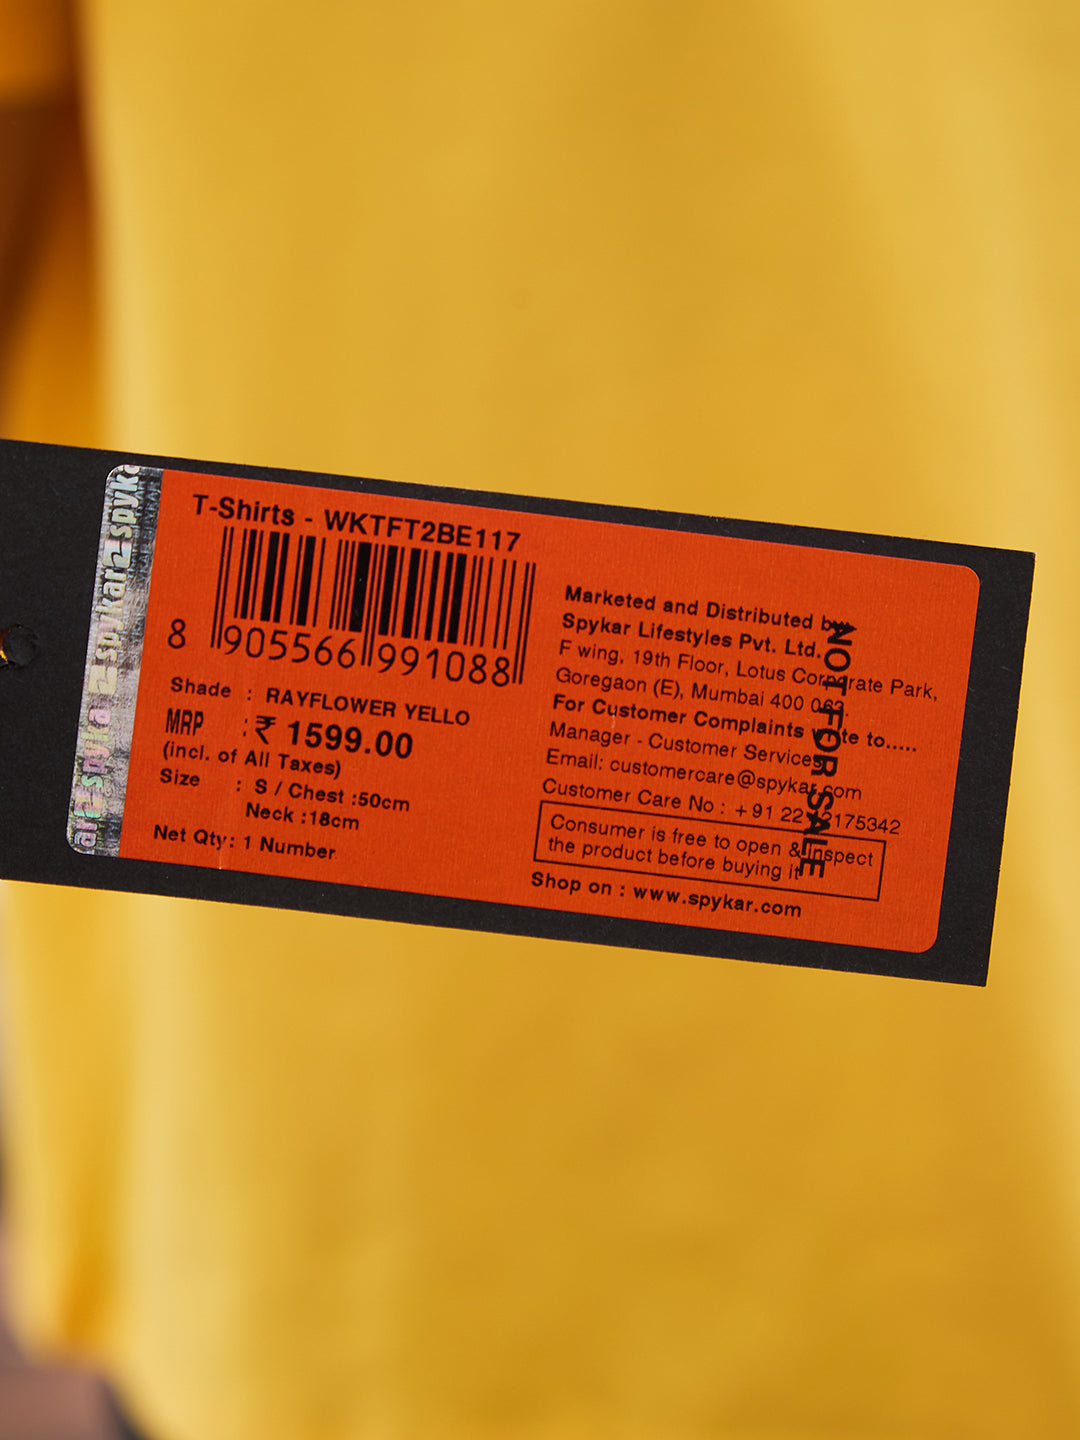 T-Shirts - WKTFT2BE117
8 905566 991088
Shade : RAYFLOWER YELLO
MRP : ₹ 1599.00
(incl. of All Taxes)
Size : S / Chest :50cm
Neck :18cm
Net Qty: 1 Number
Marketed and Distributed by
Spykar Lifestyles Pvt. Ltd.
F wing, 19th Floor, Lotus Corporate Park,
Goregaon (E), Mumbai 400 063.
For Customer Complaints write to.....
Manager - Customer Services
Email: customercare@spykar.com
Customer Care No : +91 22 175342
Consumer is free to open & inspect
the product before buying it
Shop on : www.spykar.com
NOT FOR SALE
spykar
spykar
spyka